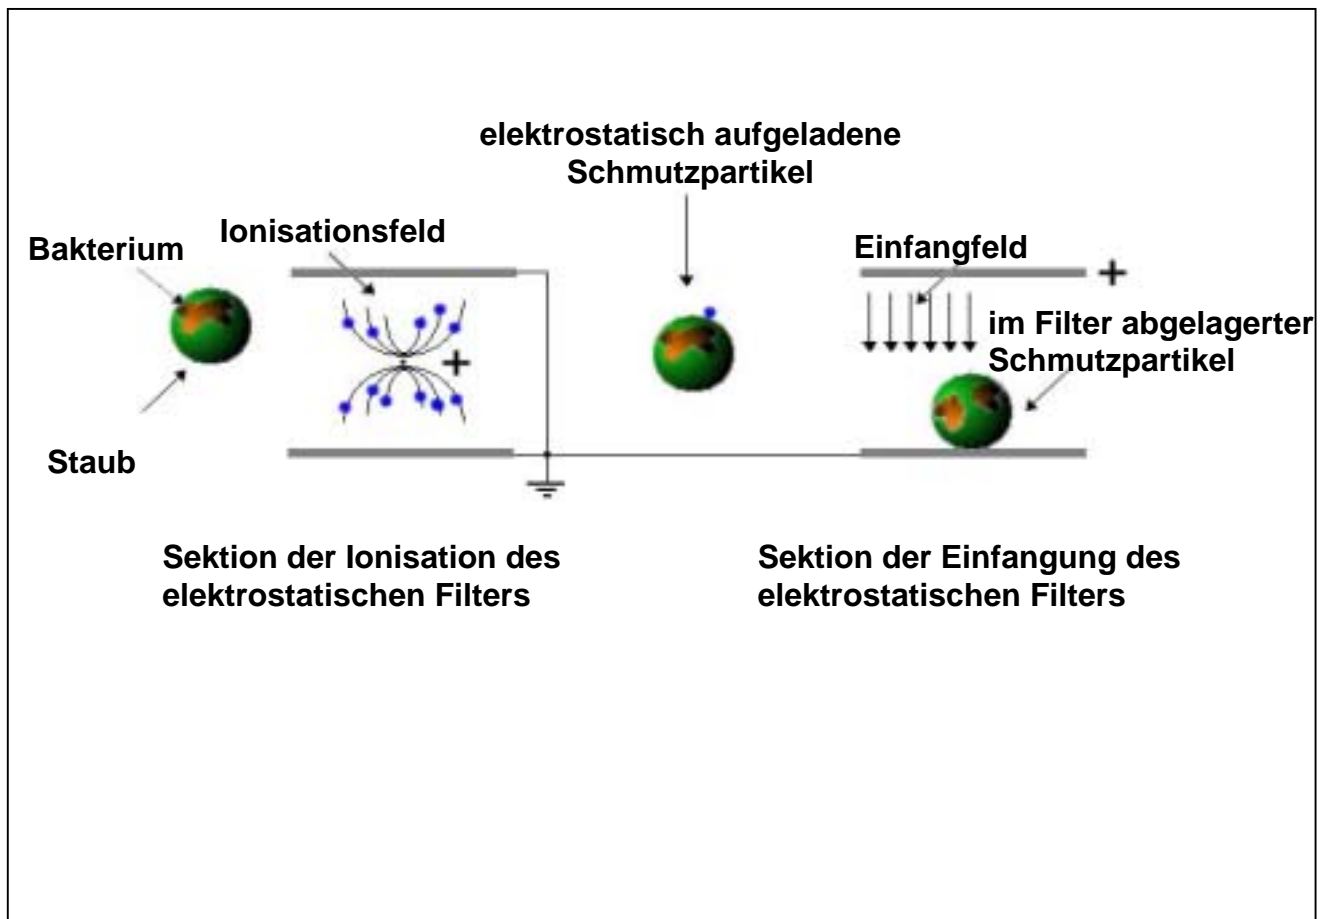 elektrostatisch aufgeladene
Schmutzpartikel
Ionisationsfeld
Bakterium
Einfangfeld
+
im Filter abgelagerter
Schmutzpartikel
+
Staub
Sektion der Ionisation des
elektrostatischen Filters
Sektion der Einfangung des
elektrostatischen Filters